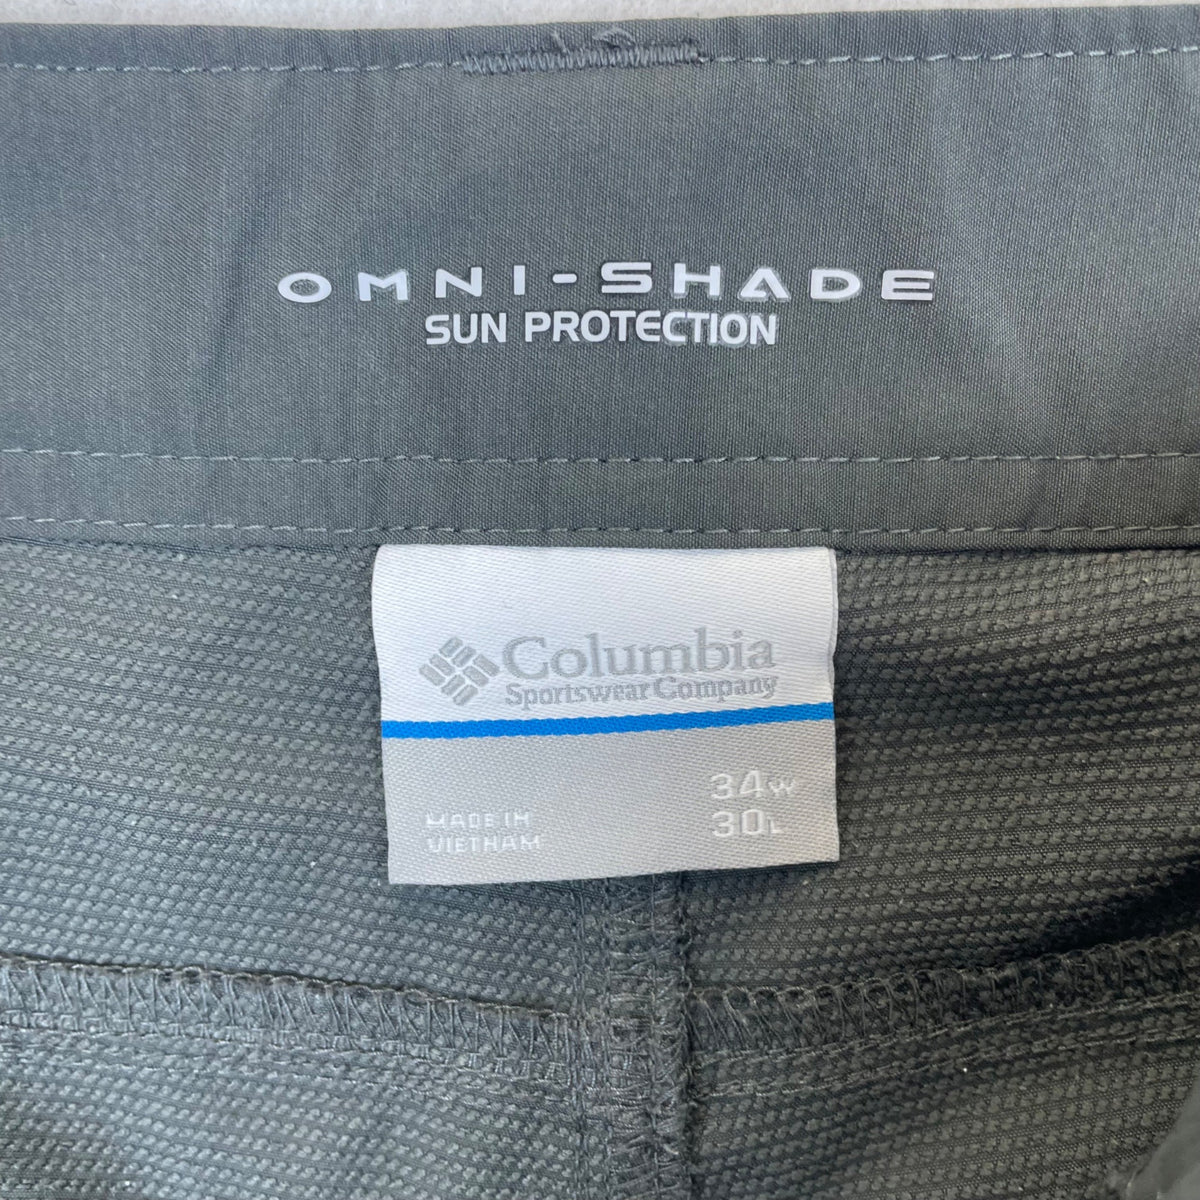 OMNI-SHADE
SUN PROTECTION
Columbia
Sportswear Company
34W
30L
MADE IN
VIETNAM